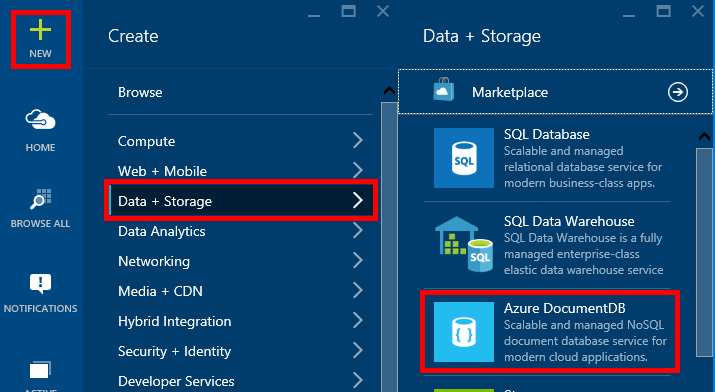 NEW
HOME
BROWSE ALL
NOTIFICATIONS
Create
Browse
Compute
Web + Mobile
Data + Storage
Data Analytics
Networking
Media + CDN
Hybrid Integration
Security + Identity
Developer Services
Data + Storage
Marketplace
SQL
SQL Database
Scalable and managed
relational database service for
modern business-class apps.
SQL
SQL Data Warehouse
SQL Data Warehouse is a fully
managed enterprise-class
elastic data warehouse service
{ }
Azure DocumentDB
Scalable and managed NoSQL
document database service for
modern cloud applications.